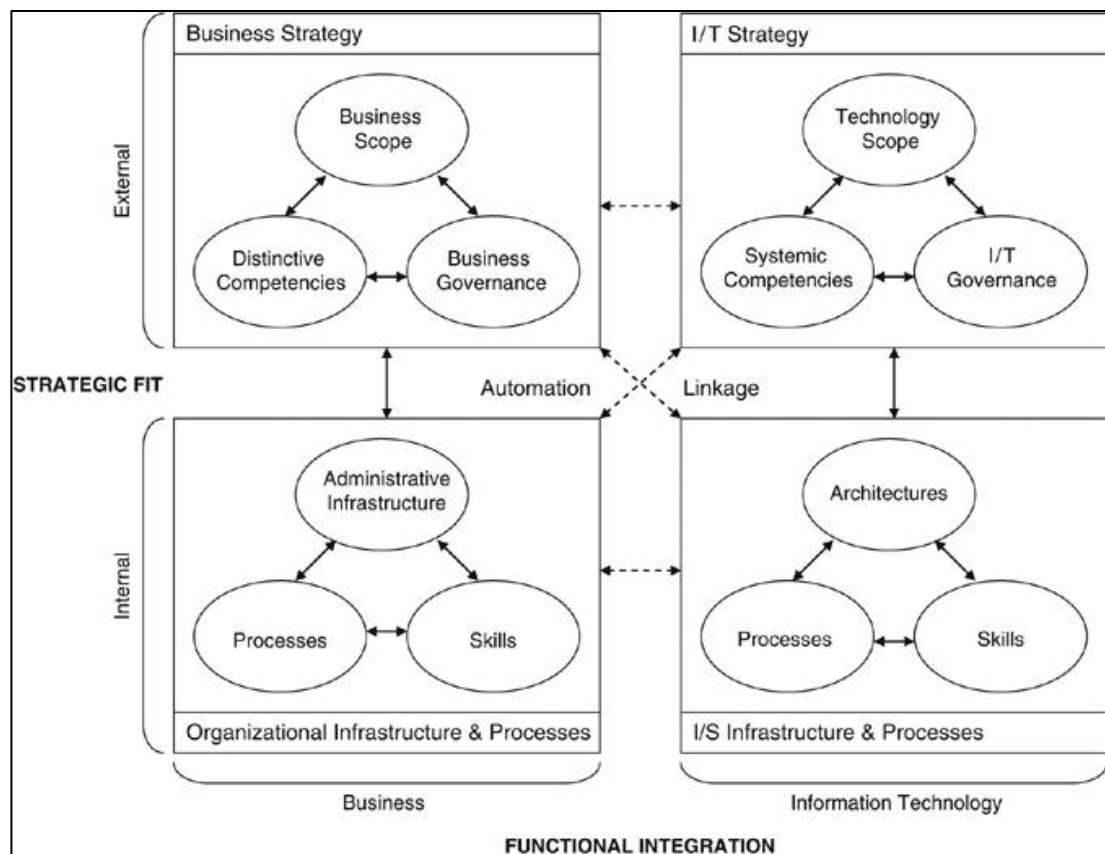 Business Strategy
I/T Strategy
Business
Scope
Technology
Scope
External
Distinctive
Competencies
Business
Governance
Systemic
Competencies
I/T
Governance
STRATEGIC FIT
Automation
Linkage
Administrative
Infrastructure
Architectures
Internal
Processes
Skills
Processes
Skills
Organizational Infrastructure & Processes
I/S Infrastructure & Processes
Business
Information Technology
FUNCTIONAL INTEGRATION